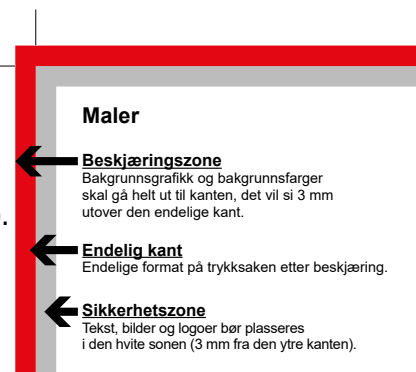 Maler
Beskjæringszone
Bakgrunnsgrafikk og bakgrunnsfarger
skal gå helt ut til kanten, det vil si 3 mm
utover den endelige kant.
Endelig kant
Endelige format på trykksaken etter beskjæring.
Sikkerhetszone
Tekst, bilder og logoer bør plasseres
i den hvite sonen (3 mm fra den ytre kanten).